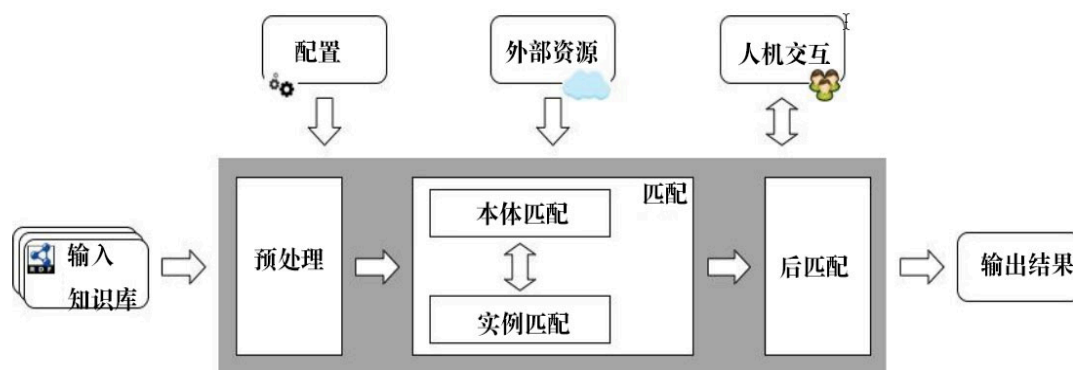 配置
外部资源
人机交互
匹配
本体匹配
输入
知识库
RDF
预处理
实例匹配
后匹配
输出结果